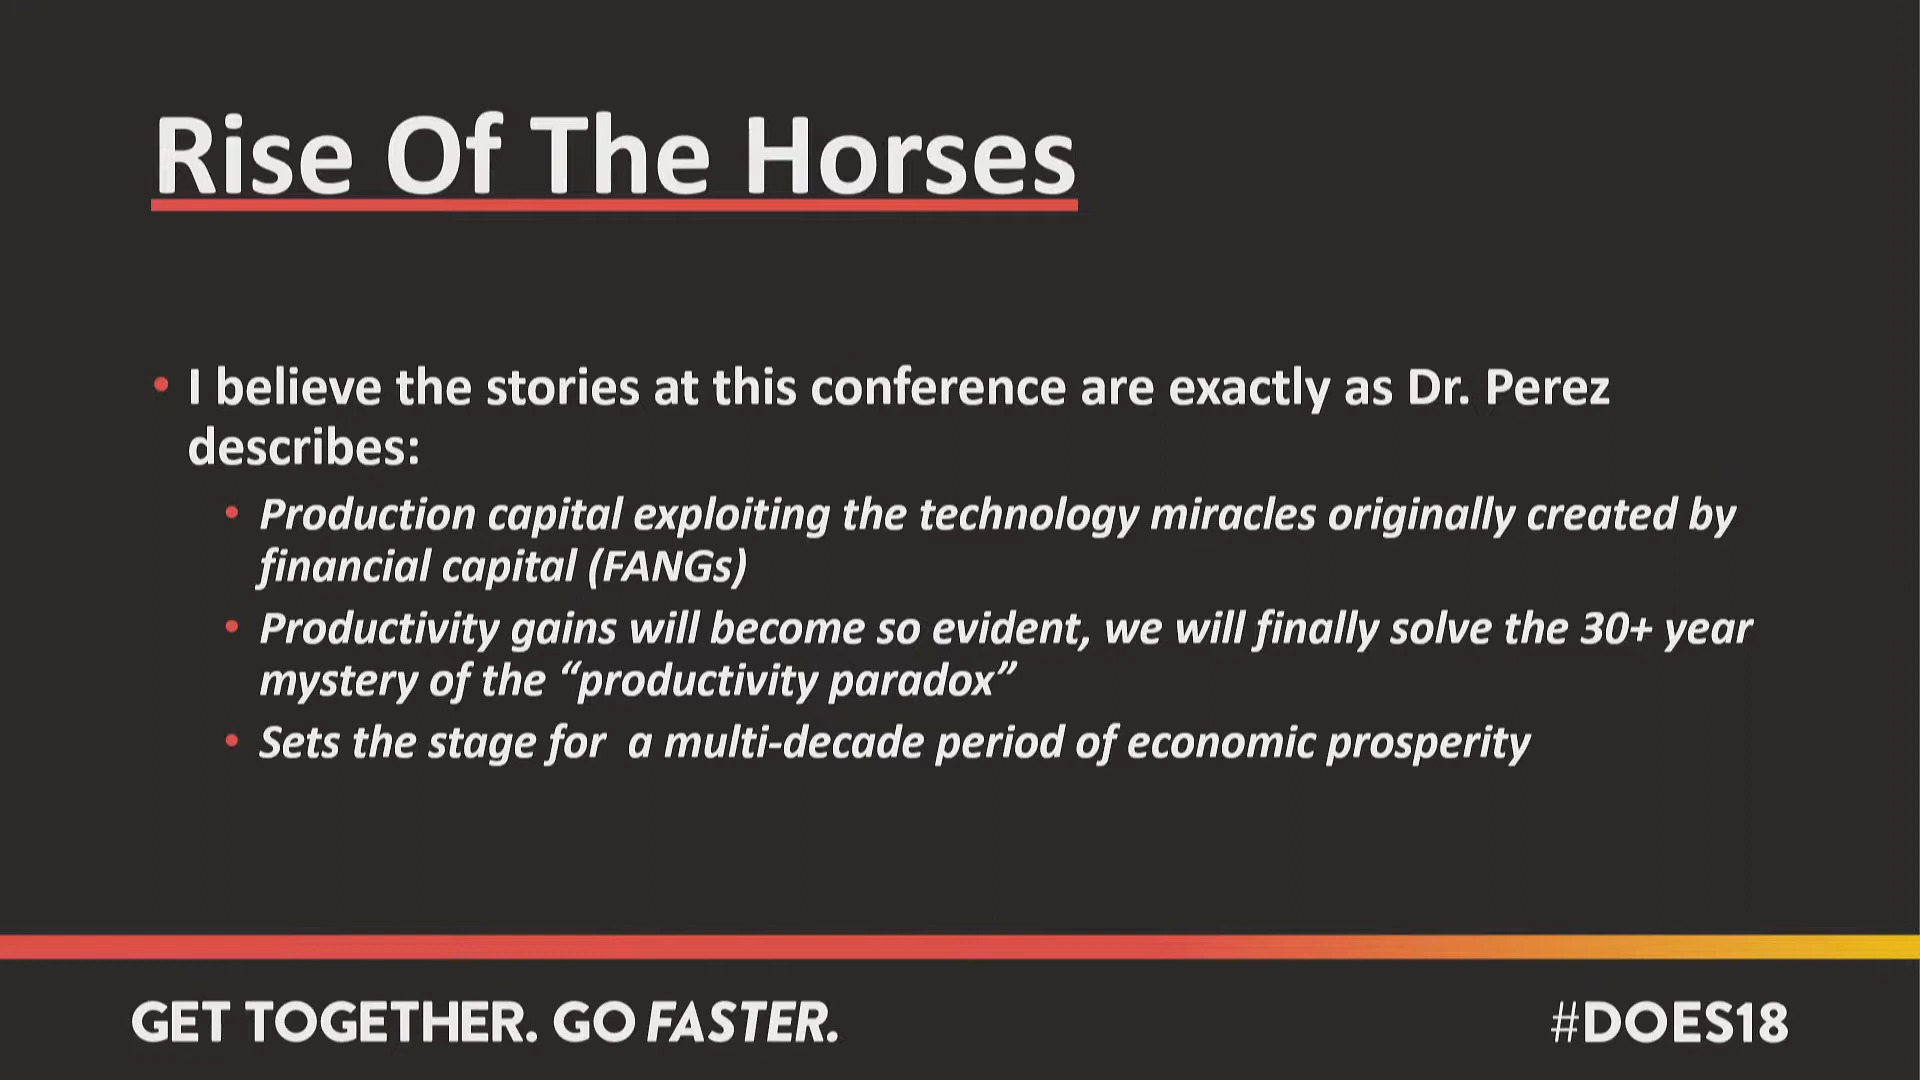 Rise Of The Horses
• I believe the stories at this conference are exactly as Dr. Perez
describes:
• Production capital exploiting the technology miracles originally created by
financial capital (FANGs)
• Productivity gains will become so evident, we will finally solve the 30+ year
mystery of the “productivity paradox”
• Sets the stage for  a multi-decade period of economic prosperity
GET TOGETHER. GO FASTER.
#DOES18